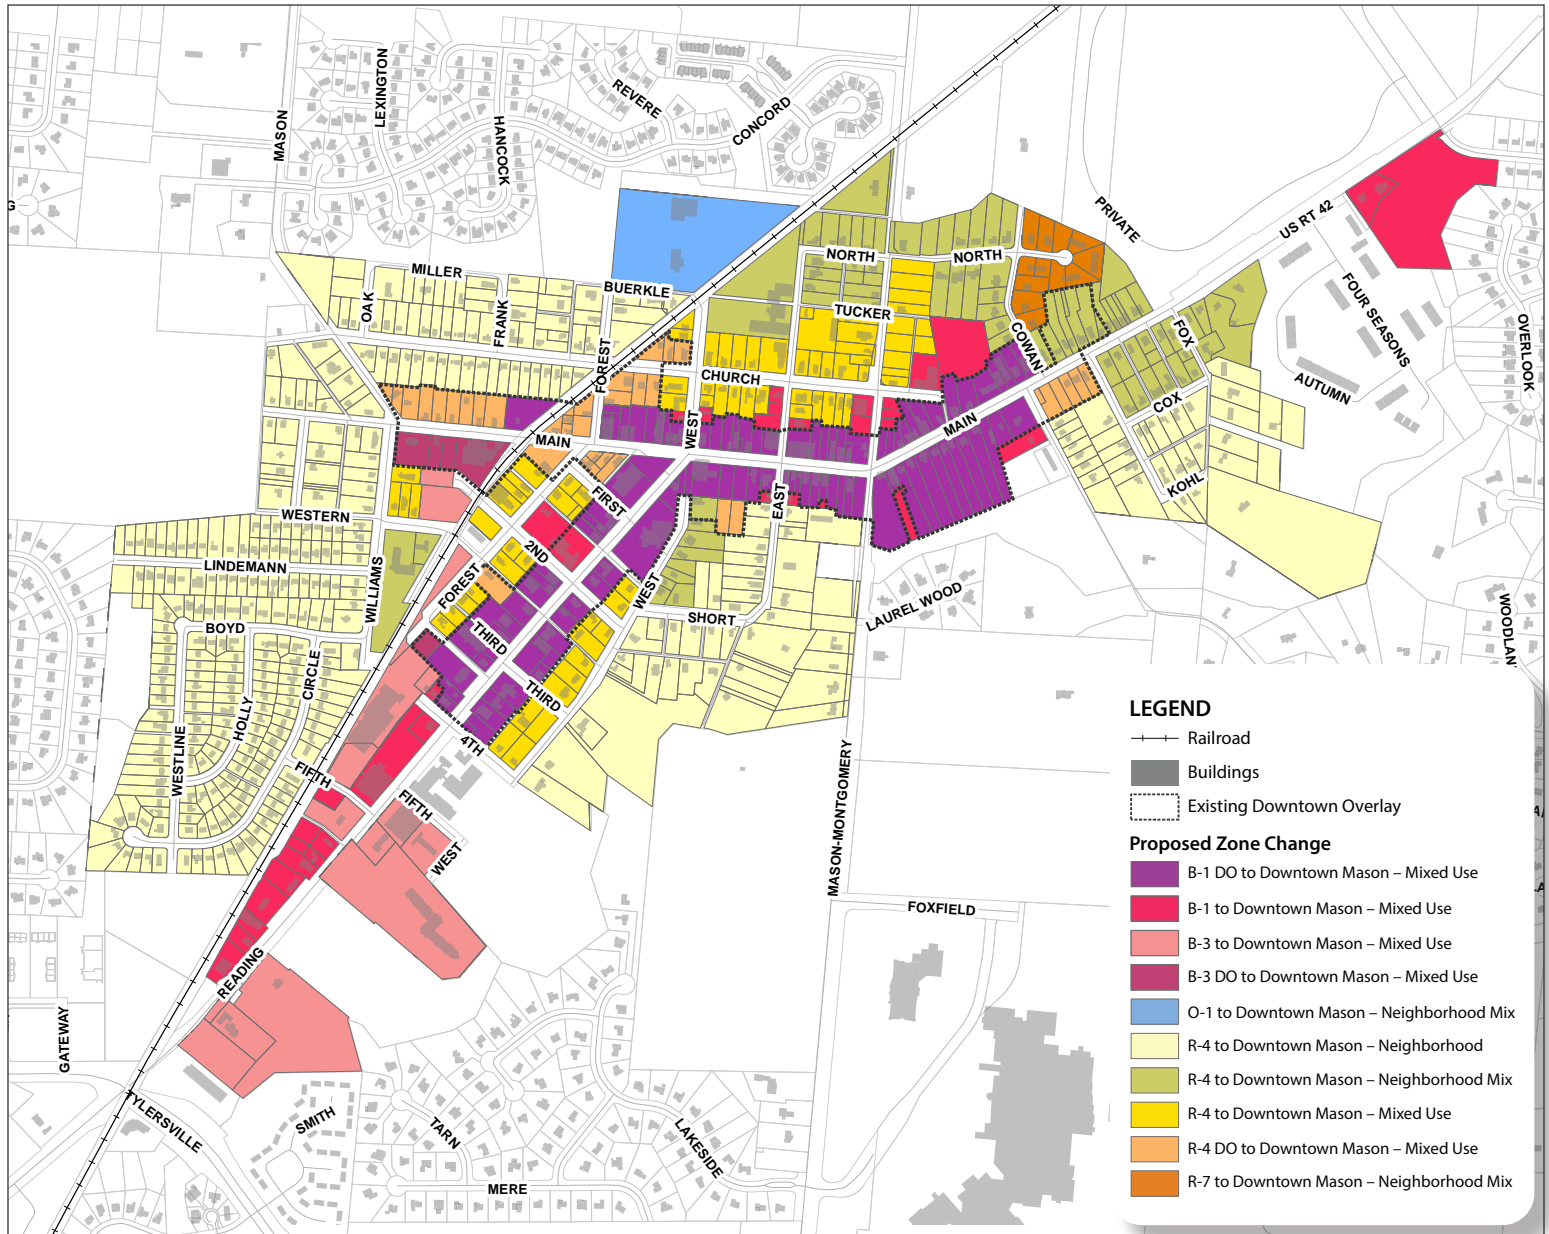 MASON
LEXINGTON
HANCOCK
REVERE
CONCORD
G
PRIVATE
US RT 42
FOUR SEASONS
OVERLOOK
AUTUMN
MILLER
OAK
FRANK
BUERKLE
FOREST
NORTH
NORTH
TUCKER
COWAN
FOX
COX
KOHL
CHURCH
MAIN
WEST
MAIN
EAST
FIRST
2ND
WESTERN
LINDEMANN
WILLIAMS
FOREST
WEST
SHORT
LAUREL WOOD
WOODLAN
BOYD
CIRCLE
HOLLY
WESTLINE
THIRD
THIRD
4TH
FIFTH
FIFTH
WEST
READING
MASON-MONTGOMERY
FOXFIELD
GATEWAY
TYLERSVILLE
SMITH
TARN
LAKESIDE
MERE
LEGEND
Railroad
Buildings
Existing Downtown Overlay
Proposed Zone Change
B-1 DO to Downtown Mason – Mixed Use
B-1 to Downtown Mason – Mixed Use
B-3 to Downtown Mason – Mixed Use
B-3 DO to Downtown Mason – Mixed Use
O-1 to Downtown Mason – Neighborhood Mix
R-4 to Downtown Mason – Neighborhood
R-4 to Downtown Mason – Neighborhood Mix
R-4 to Downtown Mason – Mixed Use
R-4 DO to Downtown Mason – Mixed Use
R-7 to Downtown Mason – Neighborhood Mix